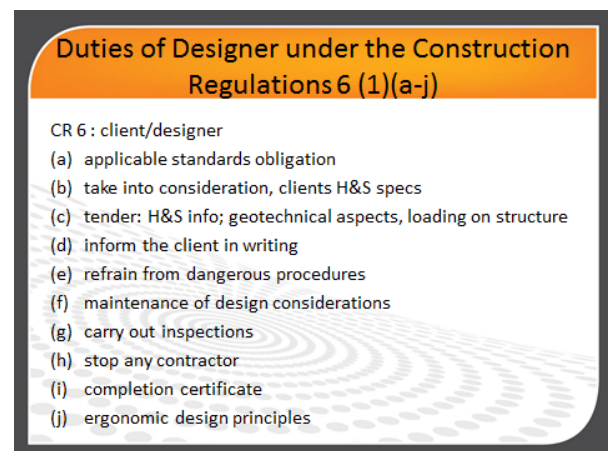 Duties of Designer under the Construction
Regulations 6 (1)(a-j)
CR 6 : client/designer
(a) applicable standards obligation
(b) take into consideration, clients H&S specs
(c) tender: H&S info; geotechnical aspects, loading on structure
(d) inform the client in writing
(e) refrain from dangerous procedures
(f) maintenance of design considerations
(g) carry out inspections
(h) stop any contractor
(i) completion certificate
(j) ergonomic design principles